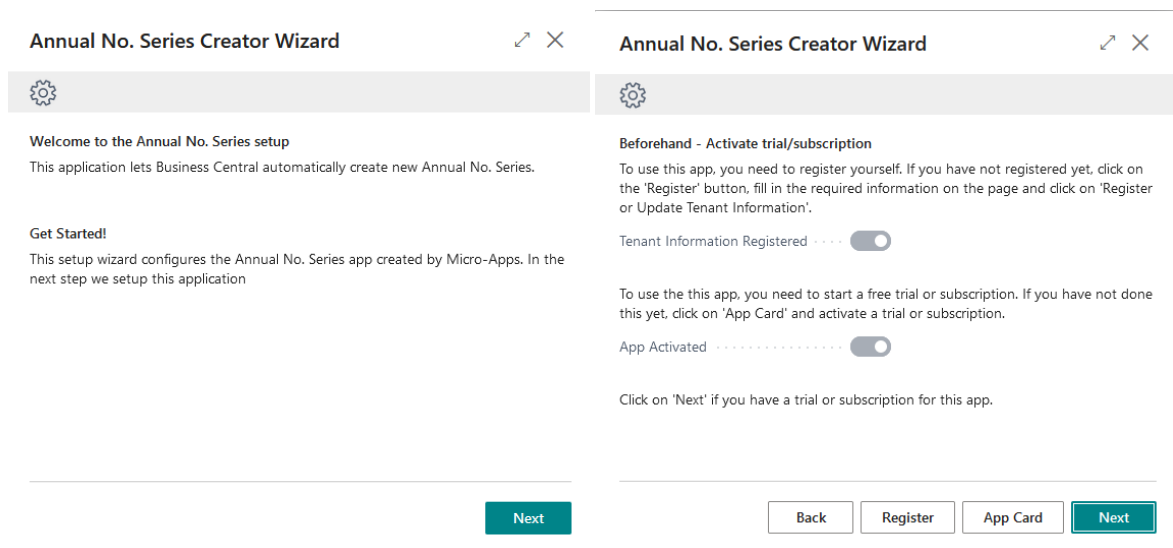 Annual No. Series Creator Wizard
Welcome to the Annual No. Series setup
This application lets Business Central automatically create new Annual No. Series.
Get Started!
This setup wizard configures the Annual No. Series app created by Micro-Apps. In the
next step we setup this application
Next
Annual No. Series Creator Wizard
Beforehand - Activate trial/subscription
To use this app, you need to register yourself. If you have not registered yet, click on
the 'Register' button, fill in the required information on the page and click on 'Register
or Update Tenant Information'.
Tenant Information Registered
To use the this app, you need to start a free trial or subscription. If you have not done
this yet, click on 'App Card' and activate a trial or subscription.
App Activated
Click on 'Next' if you have a trial or subscription for this app.
Back Register App Card Next